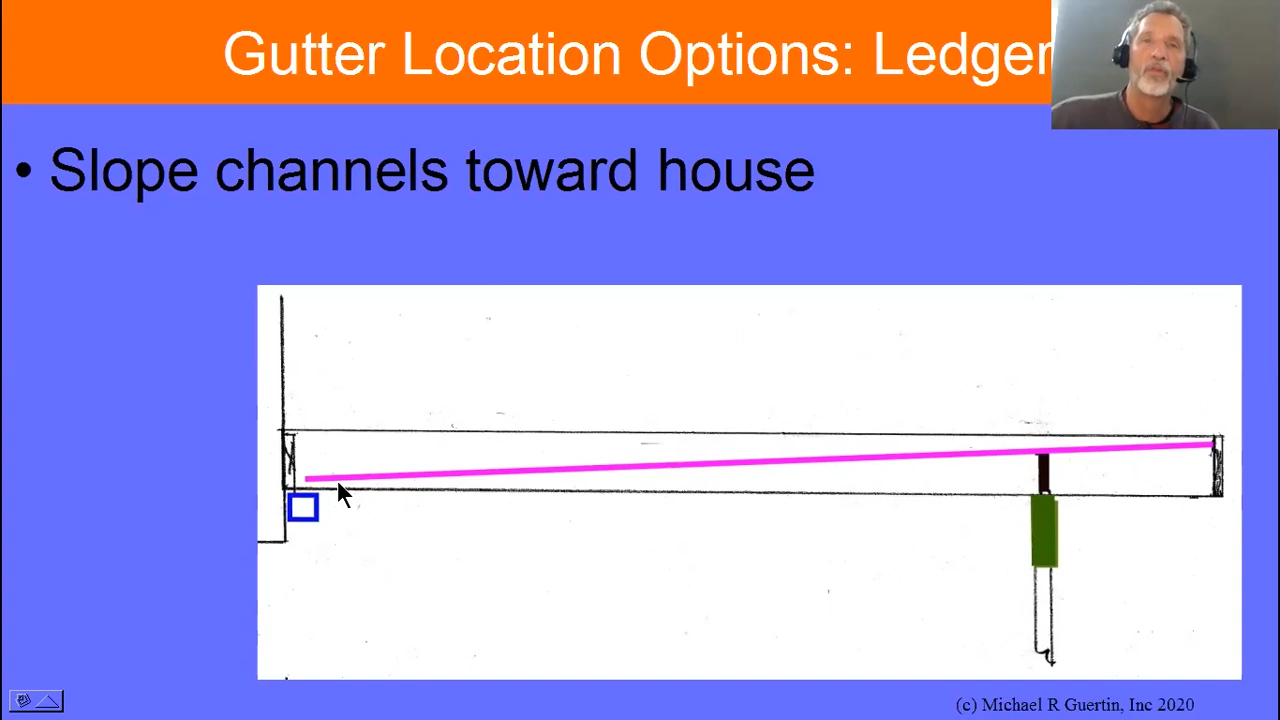 Gutter Location Options: Ledger
• Slope channels toward house
(c) Michael R Guertin, Inc 2020